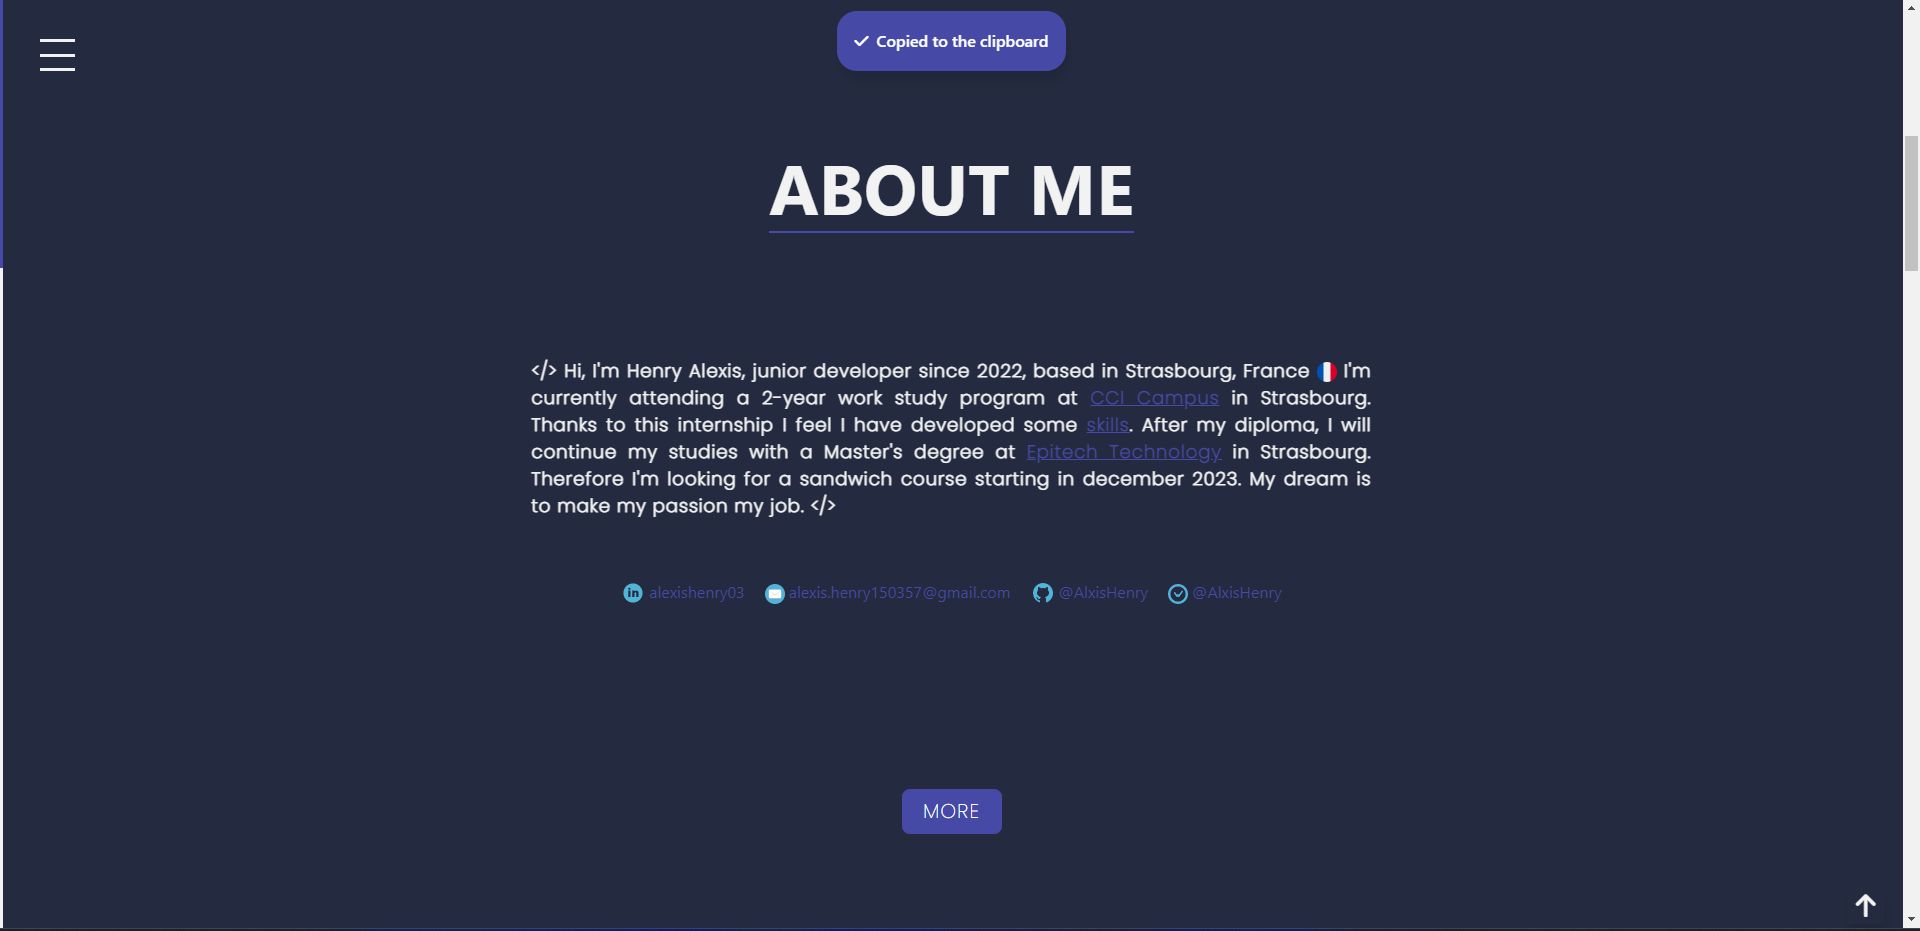 Copied to the clipboard
ABOUT ME
</> Hi, I'm Henry Alexis, junior developer since 2022, based in Strasbourg, France I'm
currently attending a 2-year work study program at CCI Campus in Strasbourg.
Thanks to this internship I feel I have developed some skills. After my diploma, I will
continue my studies with a Master's degree at Epitech Technology in Strasbourg.
Therefore I'm looking for a sandwich course starting in december 2023. My dream is
to make my passion my job. </>
in alexishenry03 alexis.henry150357@gmail.com @AlxisHenry @AlxisHenry
MORE